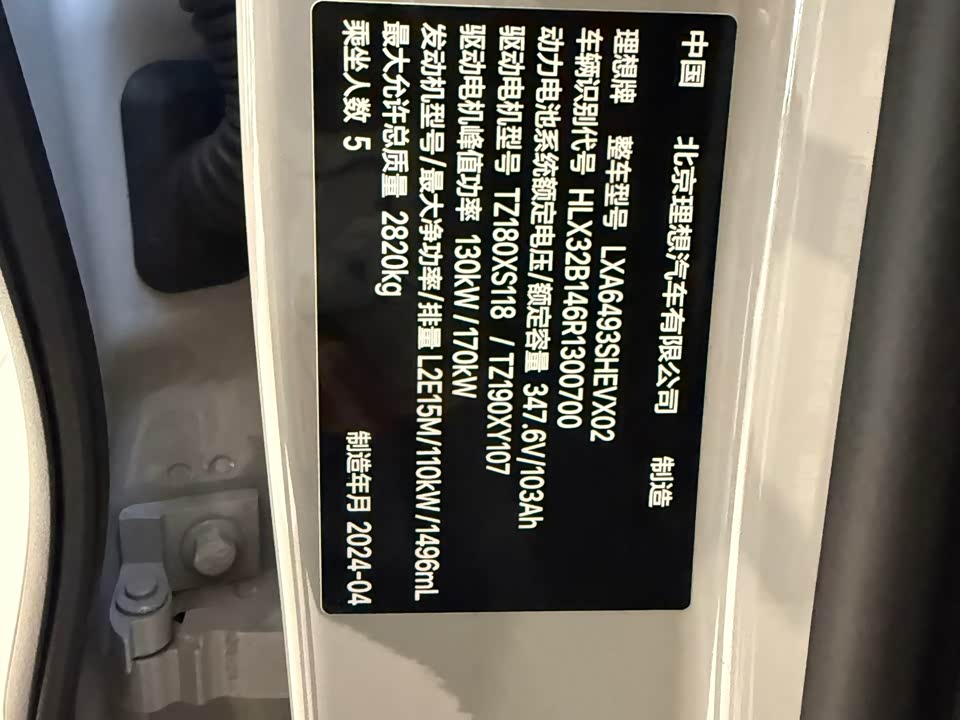 中国 北京理想汽车有限公司 制造
理想牌 整车型号 LXA6493SHEVX02
车辆识别代号 HLX32B146R1300700
动力电池系统额定电压/额定容量 347.6V/103Ah
驱动电机型号 TZ180XS118 / TZ190XY107
驱动电机峰值功率 130kW / 170kW
发动机型号/最大净功率/排量 L2E15M/110kW/1496mL
最大允许总质量 2820kg
乘坐人数 5 制造年月 2024-04